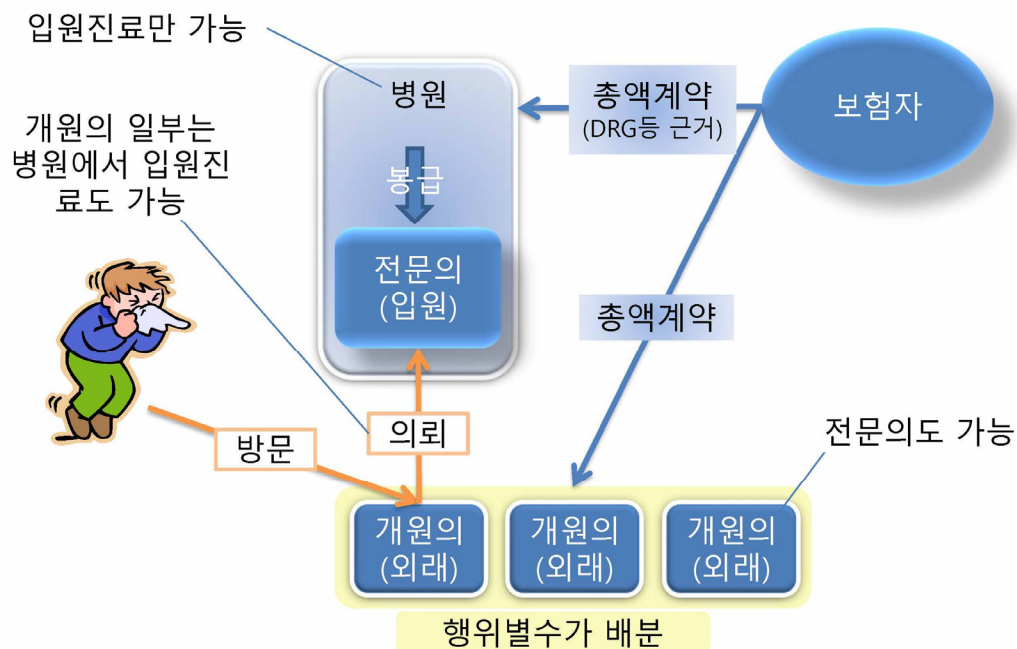 입원진료만 가능
병원
총액계약
(DRG등 근거)
보험자
개원의 일부는
병원에서 입원진
료도 가능
봉급
전문의
(입원)
총액계약
의뢰
방문
전문의도 가능
개원의
(외래)
개원의
(외래)
개원의
(외래)
행위별수가 배분